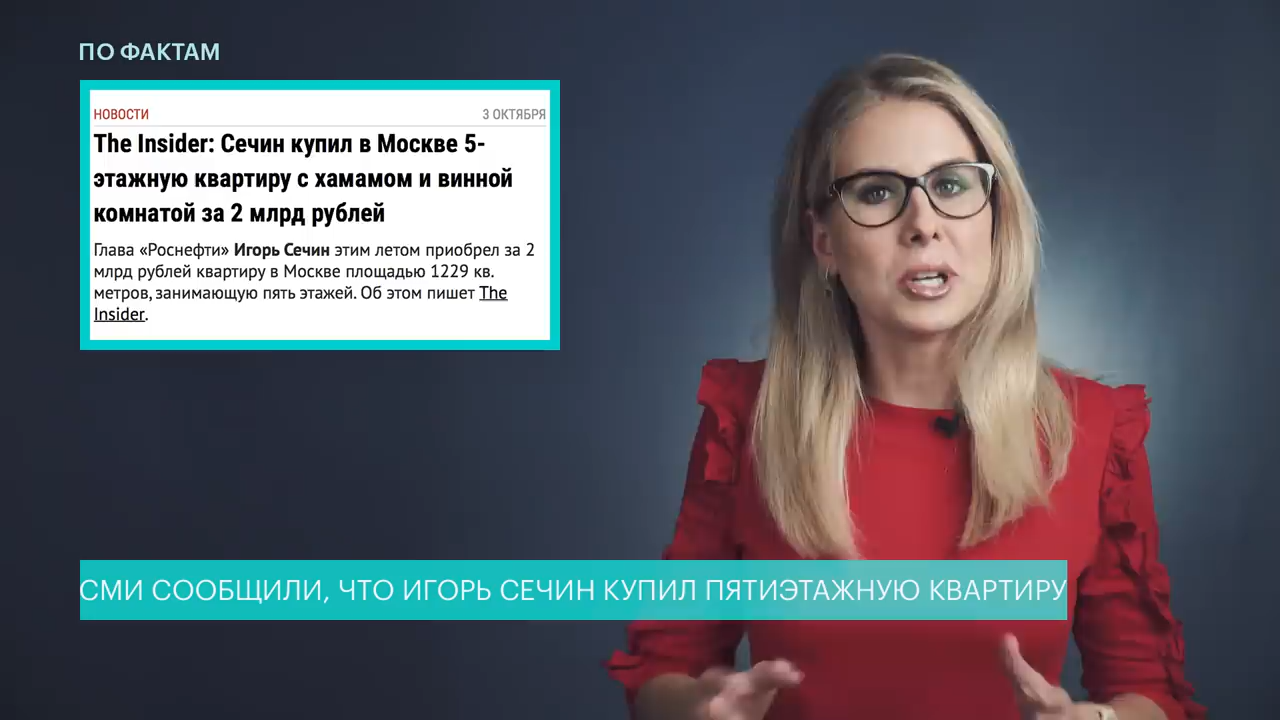 ПО ФАКТАМ
НОВОСТИ 3 ОКТЯБРЯ
The Insider: Сечин купил в Москве 5-
этажную квартиру с хамамом и винной
комнатой за 2 млрд рублей
Глава «Роснефти» Игорь Сечин этим летом приобрел за 2
млрд рублей квартиру в Москве площадью 1229 кв.
метров, занимающую пять этажей. Об этом пишет The
Insider.
СМИ СООБЩИЛИ, ЧТО ИГОРЬ СЕЧИН КУПИЛ ПЯТИЭТАЖНУЮ КВАРТИРУ